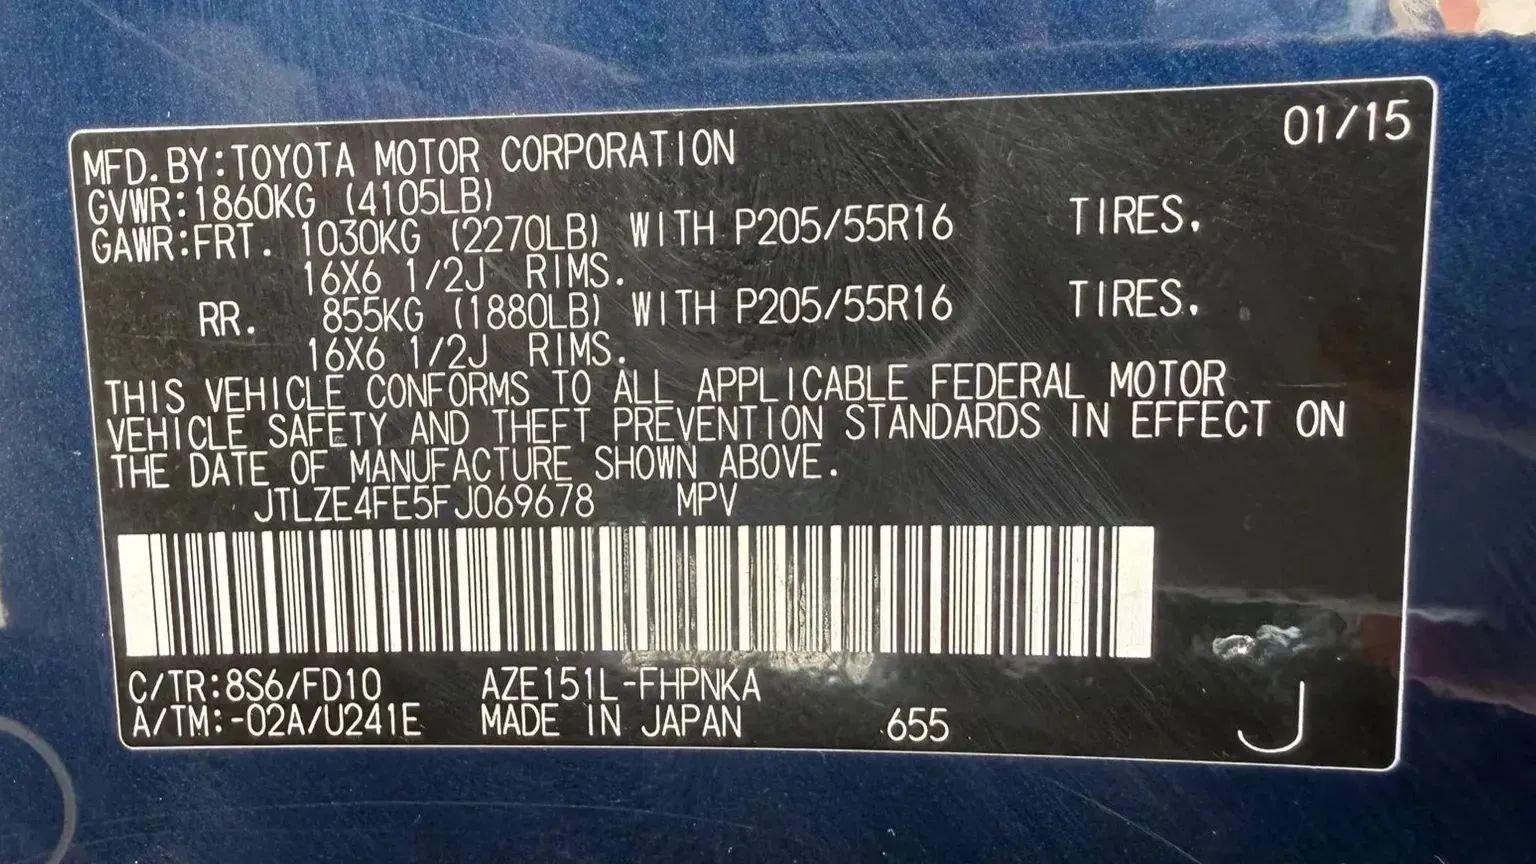 01/15
MFD.BY:TOYOTA MOTOR CORPORATION
GVWR:1860KG (4105LB)
GAWR:FRT. 1030KG (2270LB) WITH P205/55R16 TIRES.
16X6 1/2J RIMS.
RR. 855KG (1880LB) WITH P205/55R16 TIRES.
16X6 1/2J RIMS.
THIS VEHICLE CONFORMS TO ALL APPLICABLE FEDERAL MOTOR
VEHICLE SAFETY AND THEFT PREVENTION STANDARDS IN EFFECT ON
THE DATE OF MANUFACTURE SHOWN ABOVE.
JTLZE4FE5FJ069678 MPV
C/TR:8S6/FD10 AZE151L-FHPNKA
A/TM:-02A/U241E MADE IN JAPAN 655 J